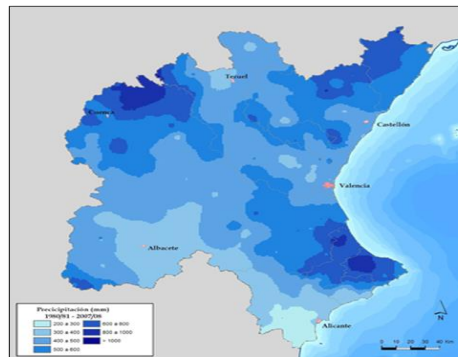 Teruel
Cuenca
Castellón
Valencia
Albacete
Alicante
Precipitación (mm)
1980/81 - 2007/08
200 a 300
300 a 400
400 a 500
500 a 600
600 a 800
800 a 1000
> 1000
N
0 10 20 30 40 Km